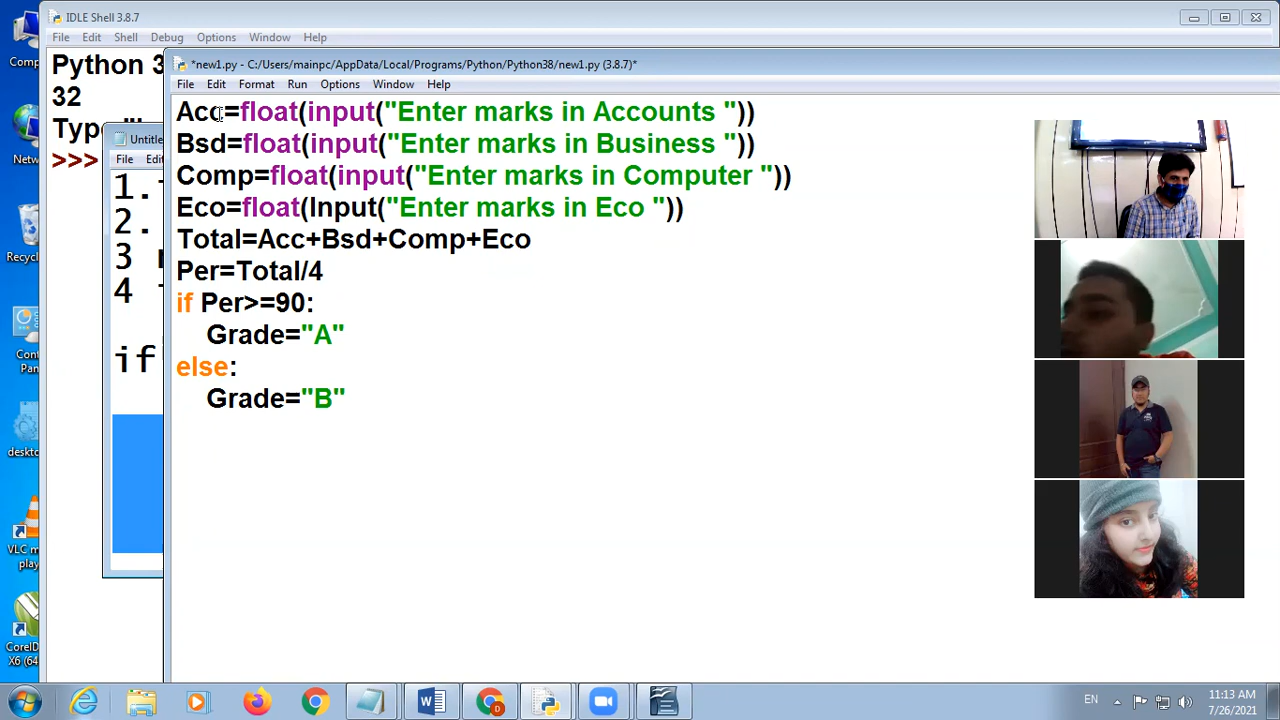 IDLE Shell 3.8.7
File Edit Shell Debug Options Window Help
Python 3
32
>>>
*new1.py - C:/Users/mainpc/AppData/Local/Programs/Python/Python38/new1.py (3.8.7)*
File Edit Format Run Options Window Help
Acc=float(input("Enter marks in Accounts "))
Bsd=float(input("Enter marks in Business "))
Comp=float(input("Enter marks in Computer "))
Eco=float(Input("Enter marks in Eco "))
Total=Acc+Bsd+Comp+Eco
Per=Total/4
if Per>=90:
    Grade="A"
else:
    Grade="B"
File
1.
2.
3
4
if
VLC
play
X6 (64
EN
11:13 AM
7/26/2021